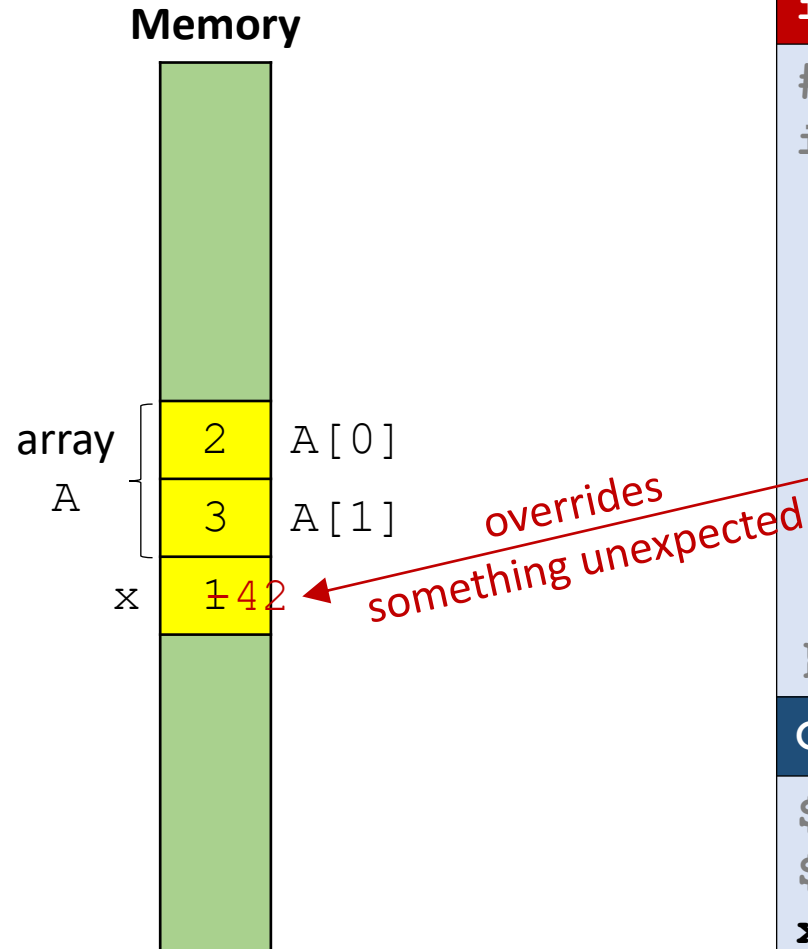 Memory
array
A
2 A[0]
3 A[1]
x 1 42
overrides
something unexpected